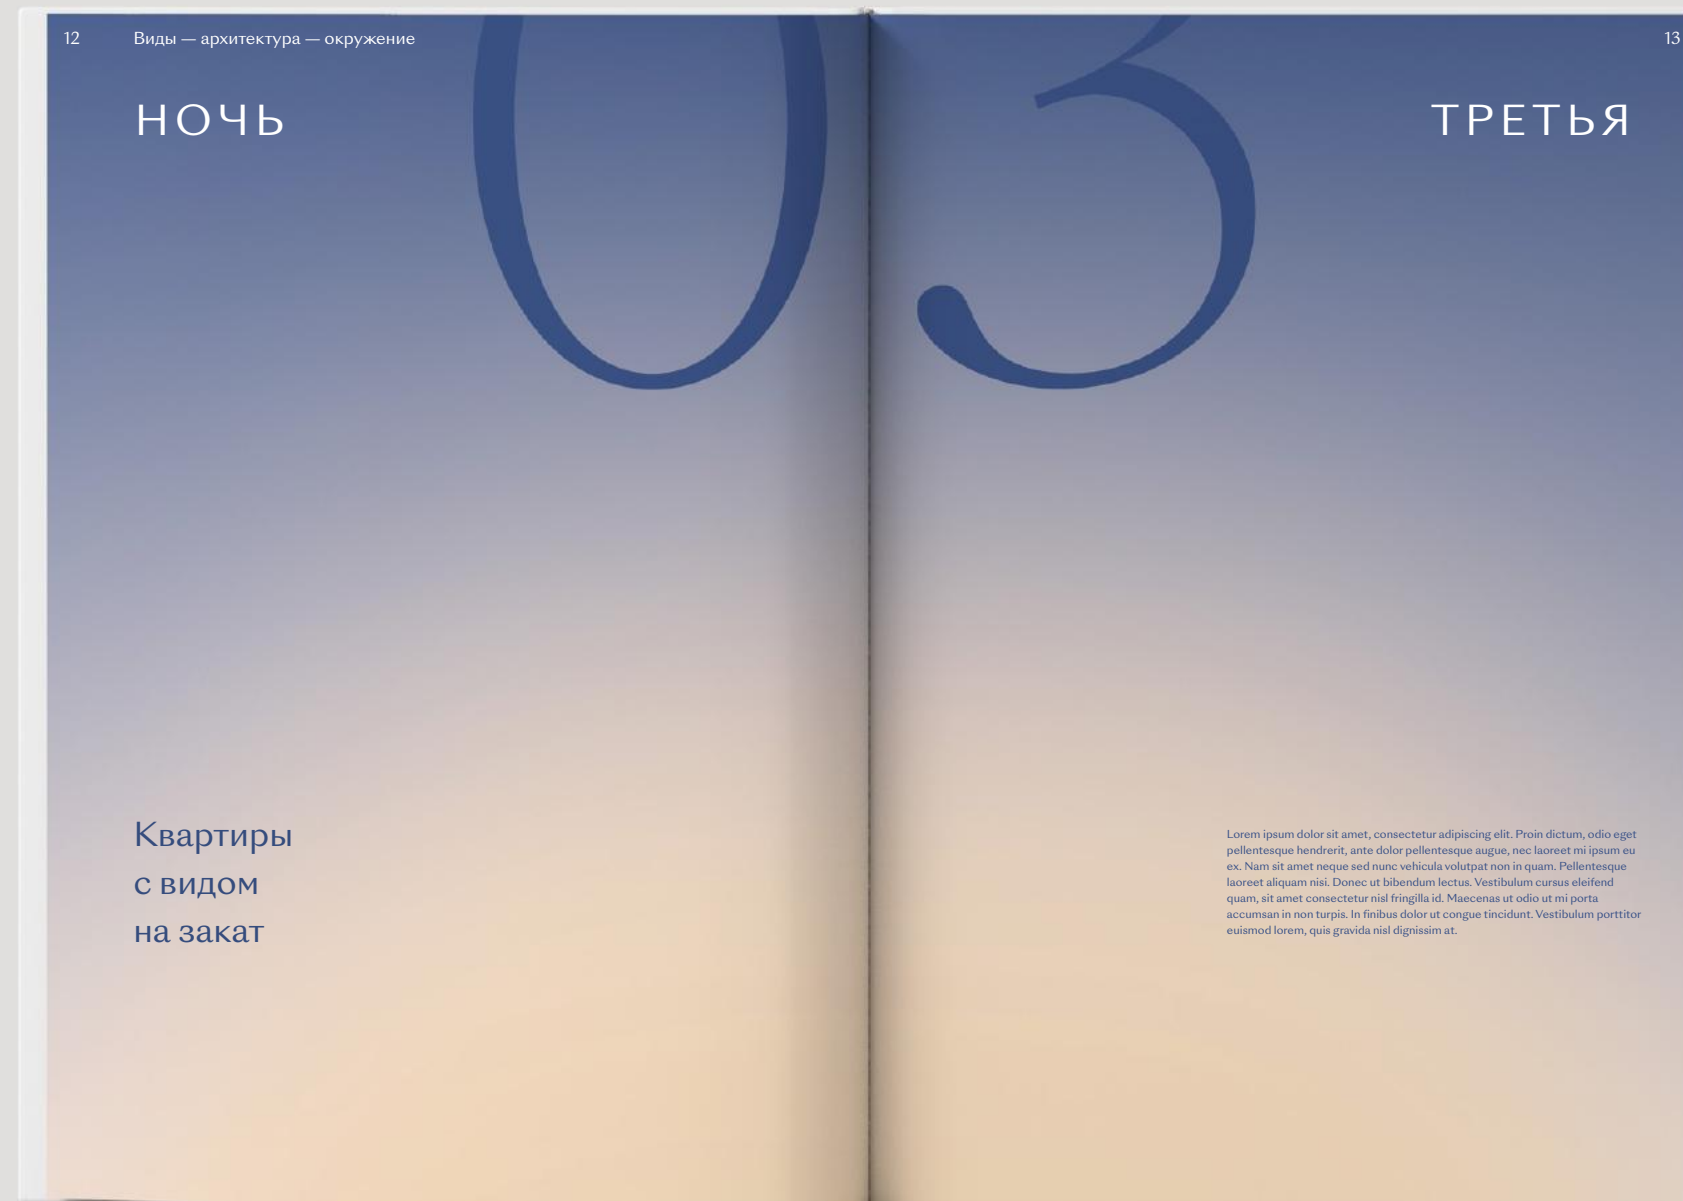 12
Виды — архитектура — окружение
13
НОЧЬ
ТРЕТЬЯ
03
Квартиры
с видом
на закат
Lorem ipsum dolor sit amet, consectetur adipiscing elit. Proin dictum, odio eget
pellentesque hendrerit, ante dolor pellentesque augue, nec laoreet mi ipsum eu
ex. Nam sit amet neque sed nunc vehicula volutpat non in quam. Pellentesque
laoreet aliquam nisi. Donec ut bibendum lectus. Vestibulum cursus eleifend
quam, sit amet consectetur nisl fringilla id. Maecenas ut odio ut mi porta
accumsan in non turpis. In finibus dolor ut congue tincidunt. Vestibulum porttitor
euismod lorem, quis gravida nisl dignissim at.